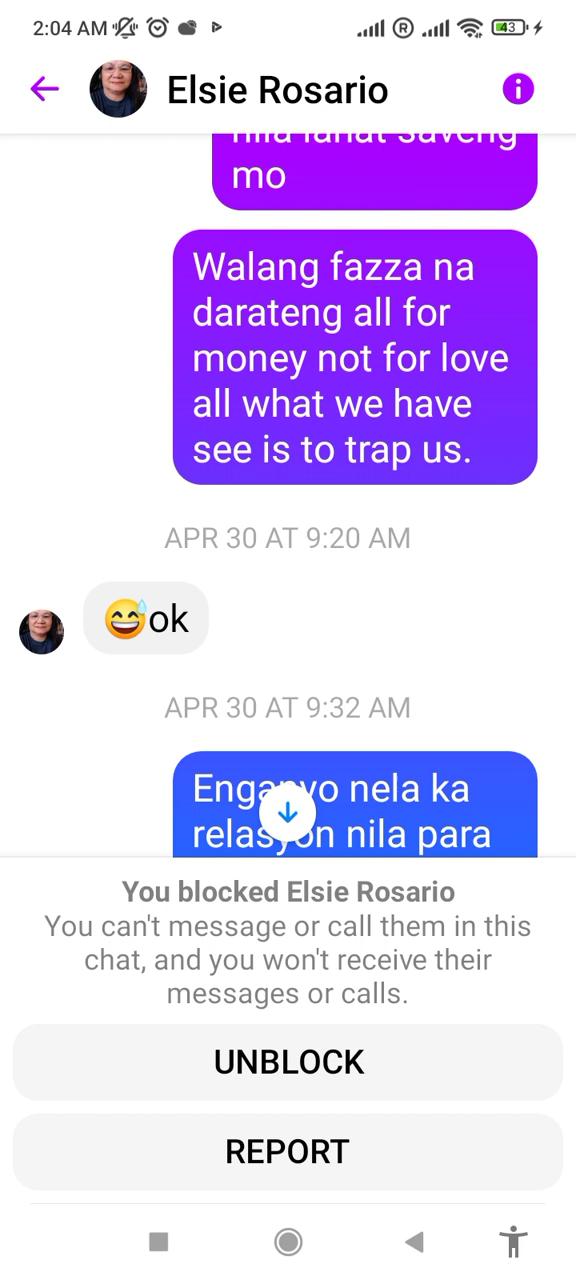 2:04 AM
43
Elsie Rosario
nila lahat saveng
mo
Walang fazza na
darateng all for
money not for love
all what we have
see is to trap us.
APR 30 AT 9:20 AM
😅ok
APR 30 AT 9:32 AM
nela ka
nila para
You blocked Elsie Rosario
You can't message or call them in this
chat, and you won't receive their
messages or calls.
UNBLOCK
REPORT